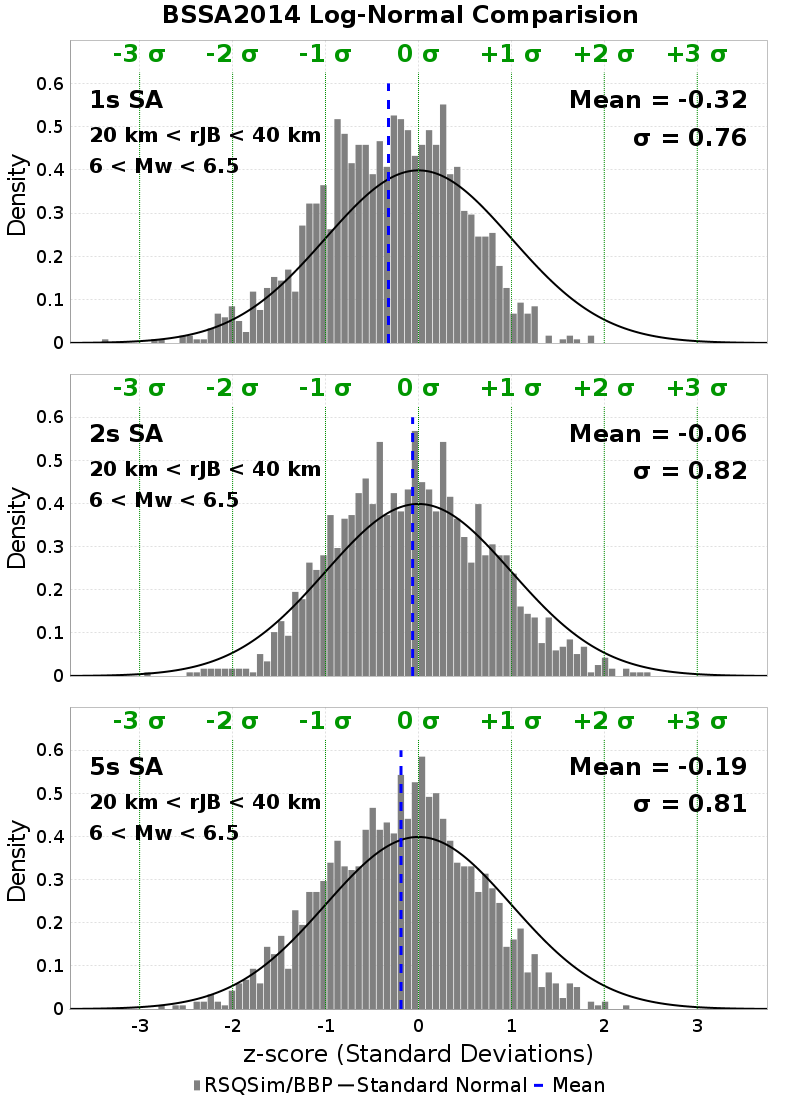 BSSA2014 Log-Normal Comparision
-3 σ -2 σ -1 σ 0 σ +1 σ +2 σ +3 σ
0.6
1s SA Mean = -0.32
0.5
20 km < rJB < 40 km σ = 0.76
6 < Mw < 6.5
0.4
0.3
0.2
0.1
0
Density
-3 σ -2 σ -1 σ 0 σ +1 σ +2 σ +3 σ
0.6
2s SA Mean = -0.06
0.5
20 km < rJB < 40 km σ = 0.82
6 < Mw < 6.5
0.4
0.3
0.2
0.1
0
Density
-3 σ -2 σ -1 σ 0 σ +1 σ +2 σ +3 σ
0.6
5s SA Mean = -0.19
0.5
20 km < rJB < 40 km σ = 0.81
6 < Mw < 6.5
0.4
0.3
0.2
0.1
0
Density
-3 -2 -1 0 1 2 3
z-score (Standard Deviations)
RSQSim/BBP Standard Normal Mean